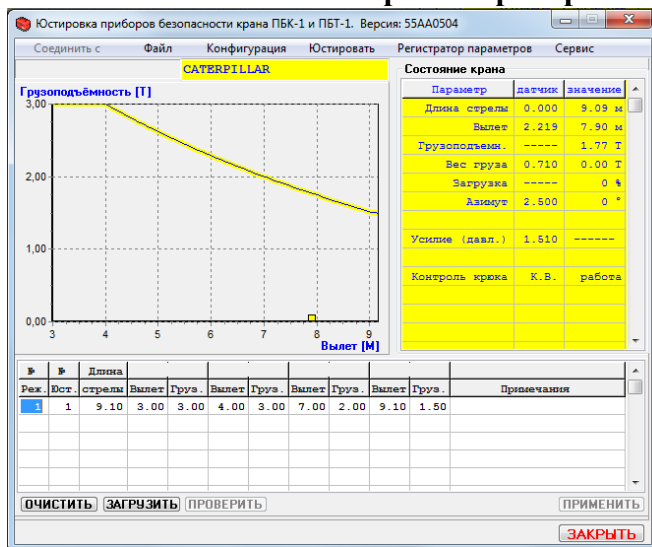 Юстировка приборов безопасности крана ПБК-1 и ПБТ-1. Версия: 55AA0504
Соединить с Файл Конфигурация Юстировать Регистратор параметров Сервис
CATERPILLAR
Состояние крана
Грузоподъёмность [Т]
3,00
2,00
1,00
0,00
3 4 5 6 7 8 9
Вылет [М]
Параметр датчик значение
Длина стрелы 0.000 9.09 м
Вылет 2.219 7.90 м
Грузоподъемн. ----- 1.77 Т
Вес груза 0.710 0.00 Т
Загрузка ----- 0 %
Азимут 2.500 0 °
Усилие (давл.) 1.510 ------
Контроль крюка К.В. работа
№ № Длина
Реж. Юст. стрелы Вылет Груз. Вылет Груз. Вылет Груз. Вылет Груз. Примечания
1 1 9.10 3.00 3.00 4.00 3.00 7.00 2.00 9.10 1.50
ОЧИСТИТЬ ЗАГРУЗИТЬ ПРОВЕРИТЬ ПРИМЕНИТЬ
ЗАКРЫТЬ